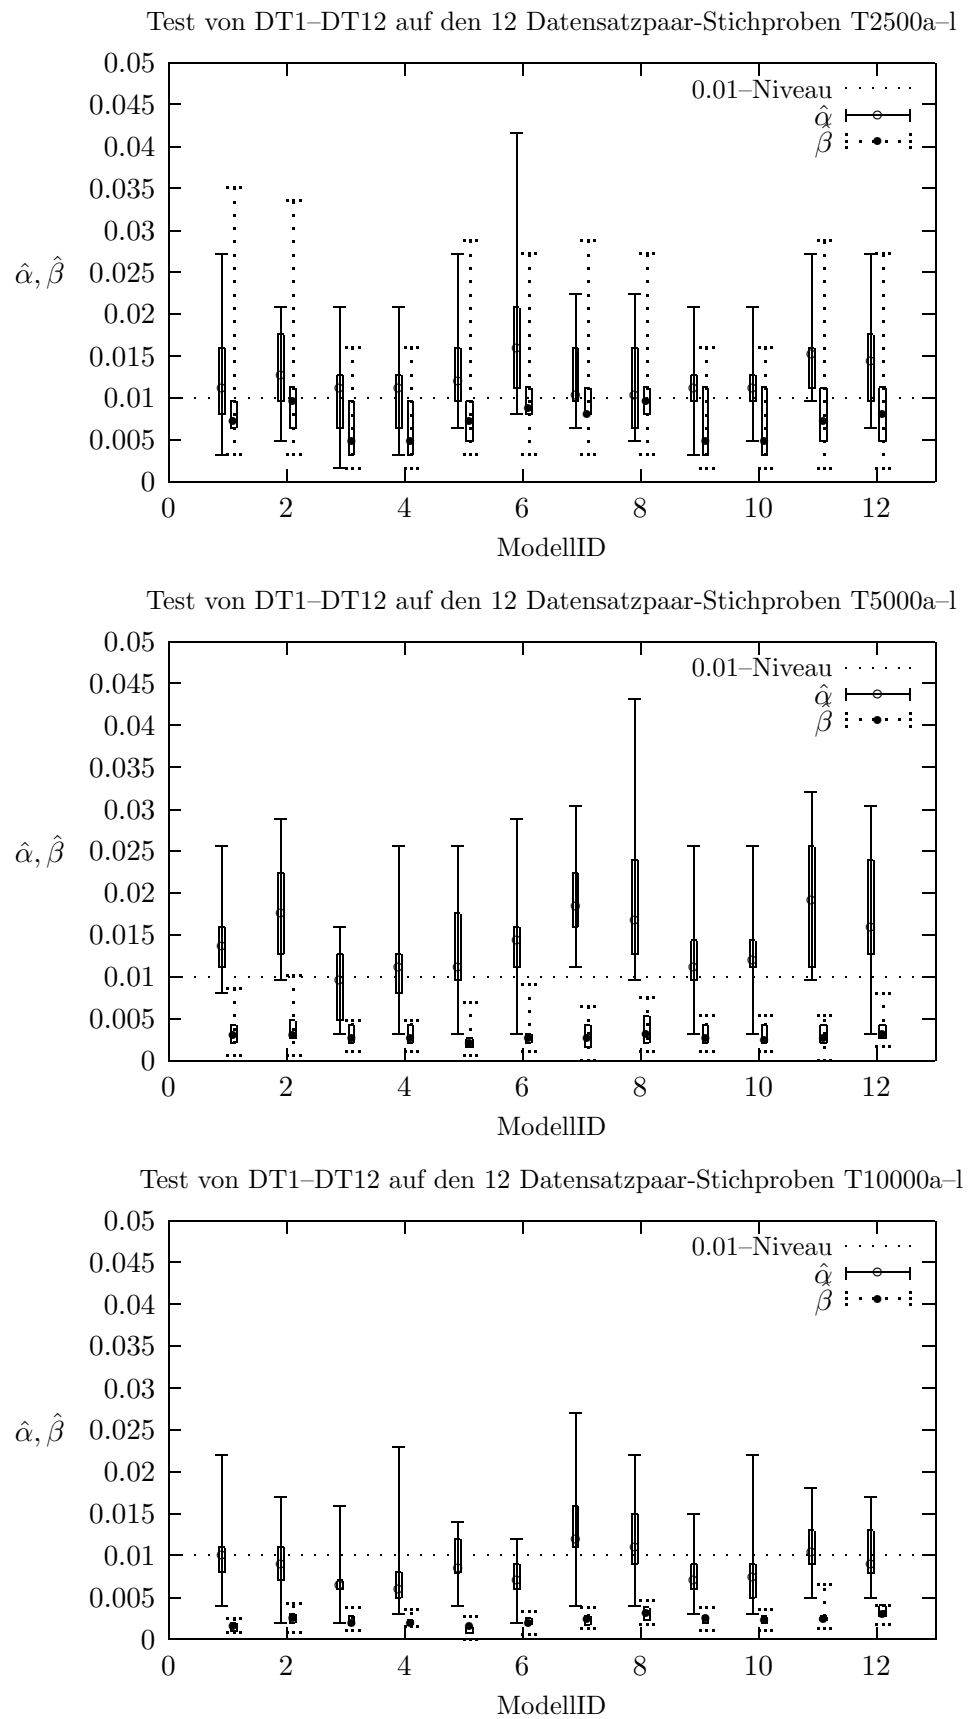 Test von DT1–DT12 auf den 12 Datensatzpaar-Stichproben T2500a–l
0.05
0.045
0.04
0.035
0.03
0.025
0.02
0.015
0.01
0.005
0
α̂, β̂
0.01–Niveau
α̂
β̂
0 2 4 6 8 10 12
ModellID
Test von DT1–DT12 auf den 12 Datensatzpaar-Stichproben T5000a–l
0.05
0.045
0.04
0.035
0.03
0.025
0.02
0.015
0.01
0.005
0
α̂, β̂
0.01–Niveau
α̂
β̂
0 2 4 6 8 10 12
ModellID
Test von DT1–DT12 auf den 12 Datensatzpaar-Stichproben T10000a–l
0.05
0.045
0.04
0.035
0.03
0.025
0.02
0.015
0.01
0.005
0
α̂, β̂
0.01–Niveau
α̂
β̂
0 2 4 6 8 10 12
ModellID